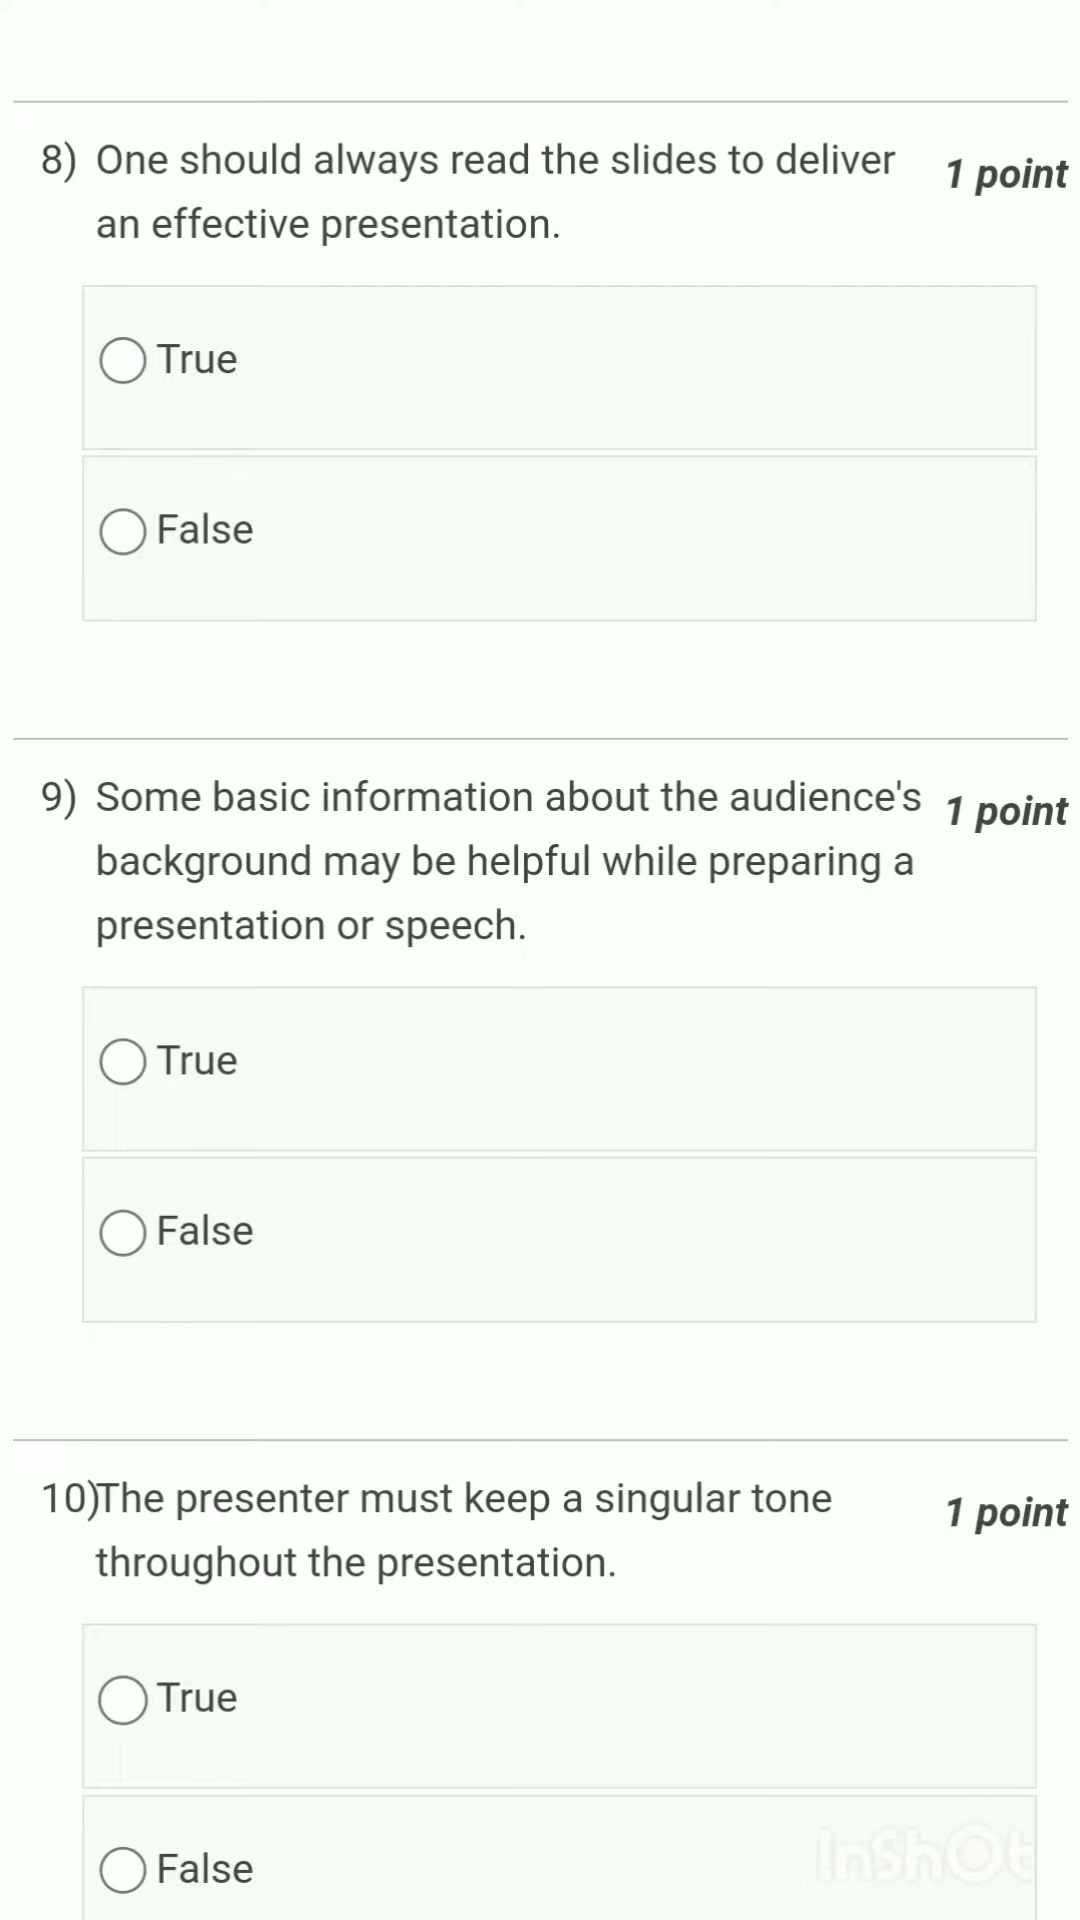 8) One should always read the slides to deliver 1 point
an effective presentation.
True
False
9) Some basic information about the audience's 1 point
background may be helpful while preparing a
presentation or speech.
True
False
10)The presenter must keep a singular tone 1 point
throughout the presentation.
True
False
InShOt